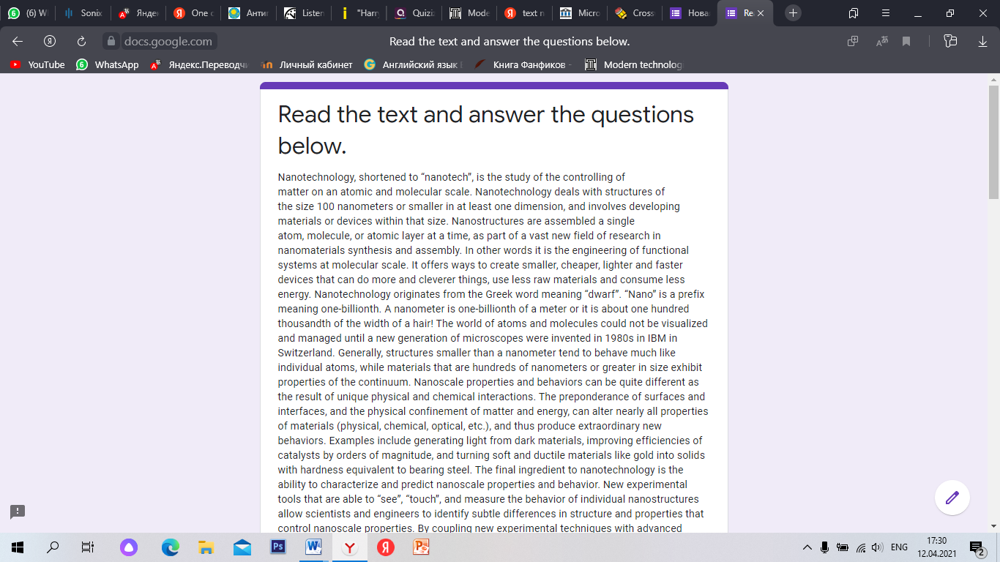 (6) W
Sonix
Яндек
One c
Анти
Listen
"Harr
Quiziz
Mode
text n
Micro
Cross
Нова
Re
docs.google.com
Read the text and answer the questions below.
YouTube
WhatsApp
Яндекс.Переводчи
Личный кабинет
Английский язык
Книга Фанфиков -
Modern technolog
Read the text and answer the questions
below.
Nanotechnology, shortened to “nanotech”, is the study of the controlling of
matter on an atomic and molecular scale. Nanotechnology deals with structures of
the size 100 nanometers or smaller in at least one dimension, and involves developing
materials or devices within that size. Nanostructures are assembled a single
atom, molecule, or atomic layer at a time, as part of a vast new field of research in
nanomaterials synthesis and assembly. In other words it is the engineering of functional
systems at molecular scale. It offers ways to create smaller, cheaper, lighter and faster
devices that can do more and cleverer things, use less raw materials and consume less
energy. Nanotechnology originates from the Greek word meaning “dwarf”. “Nano” is a prefix
meaning one-billionth. A nanometer is one-billionth of a meter or it is about one hundred
thousandth of the width of a hair! The world of atoms and molecules could not be visualized
and managed until a new generation of microscopes were invented in 1980s in IBM in
Switzerland. Generally, structures smaller than a nanometer tend to behave much like
individual atoms, while materials that are hundreds of nanometers or greater in size exhibit
properties of the continuum. Nanoscale properties and behaviors can be quite different as
the result of unique physical and chemical interactions. The preponderance of surfaces and
interfaces, and the physical confinement of matter and energy, can alter nearly all properties
of materials (physical, chemical, optical, etc.), and thus produce extraordinary new
behaviors. Examples include generating light from dark materials, improving efficiencies of
catalysts by orders of magnitude, and turning soft and ductile materials like gold into solids
with hardness equivalent to bearing steel. The final ingredient to nanotechnology is the
ability to characterize and predict nanoscale properties and behavior. New experimental
tools that are able to “see”, “touch”, and measure the behavior of individual nanostructures
allow scientists and engineers to identify subtle differences in structure and properties that
control nanoscale properties. By coupling new experimental techniques with advanced
ENG
17:30
12.04.2021
2